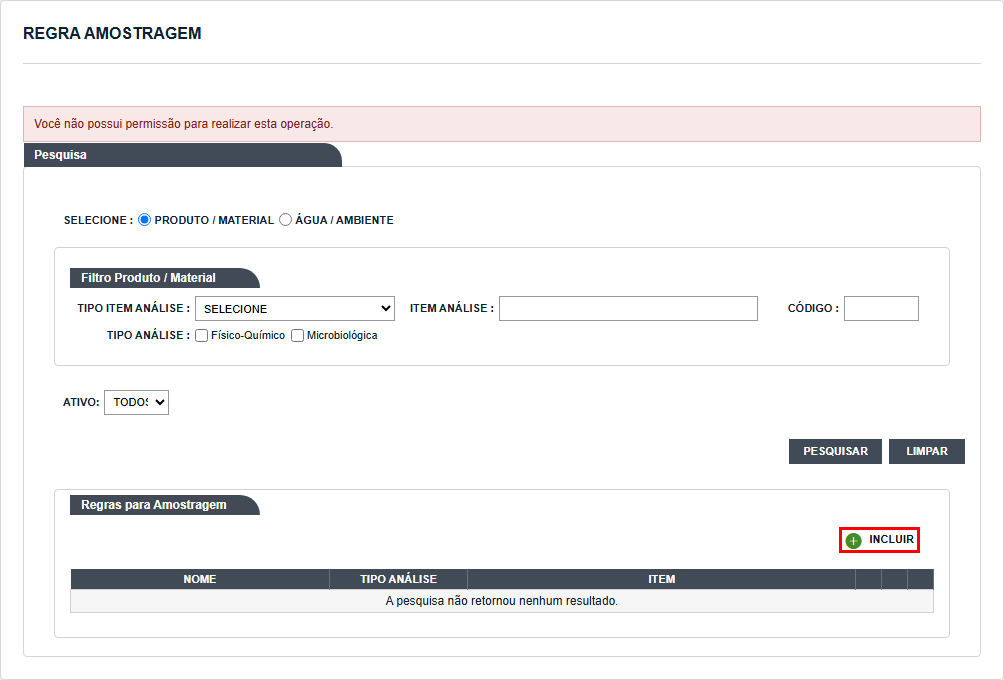 REGRA AMOSTRAGEM
Você não possui permissão para realizar esta operação.
Pesquisa
SELECIONE : PRODUTO / MATERIAL ÁGUA / AMBIENTE
Filtro Produto / Material
TIPO ITEM ANÁLISE : SELECIONE ITEM ANÁLISE : CÓDIGO :
TIPO ANÁLISE : Físico-Químico Microbiológica
ATIVO: TODOS
PESQUISAR LIMPAR
Regras para Amostragem
INCLUIR
NOME TIPO ANÁLISE ITEM
A pesquisa não retornou nenhum resultado.